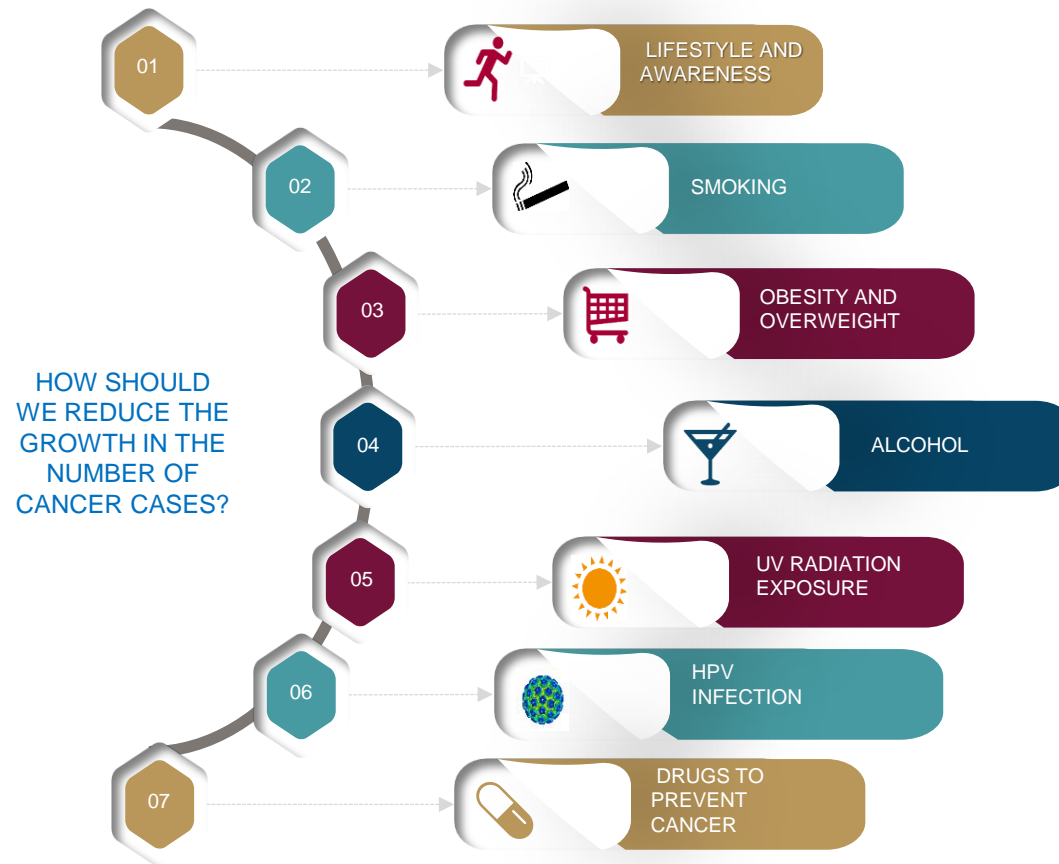 01
LIFESTYLE AND
AWARENESS
02
SMOKING
03
OBESITY AND
OVERWEIGHT
HOW SHOULD
WE REDUCE THE
GROWTH IN THE
NUMBER OF
CANCER CASES?
04
ALCOHOL
05
UV RADIATION
EXPOSURE
06
HPV
INFECTION
07
DRUGS TO
PREVENT
CANCER